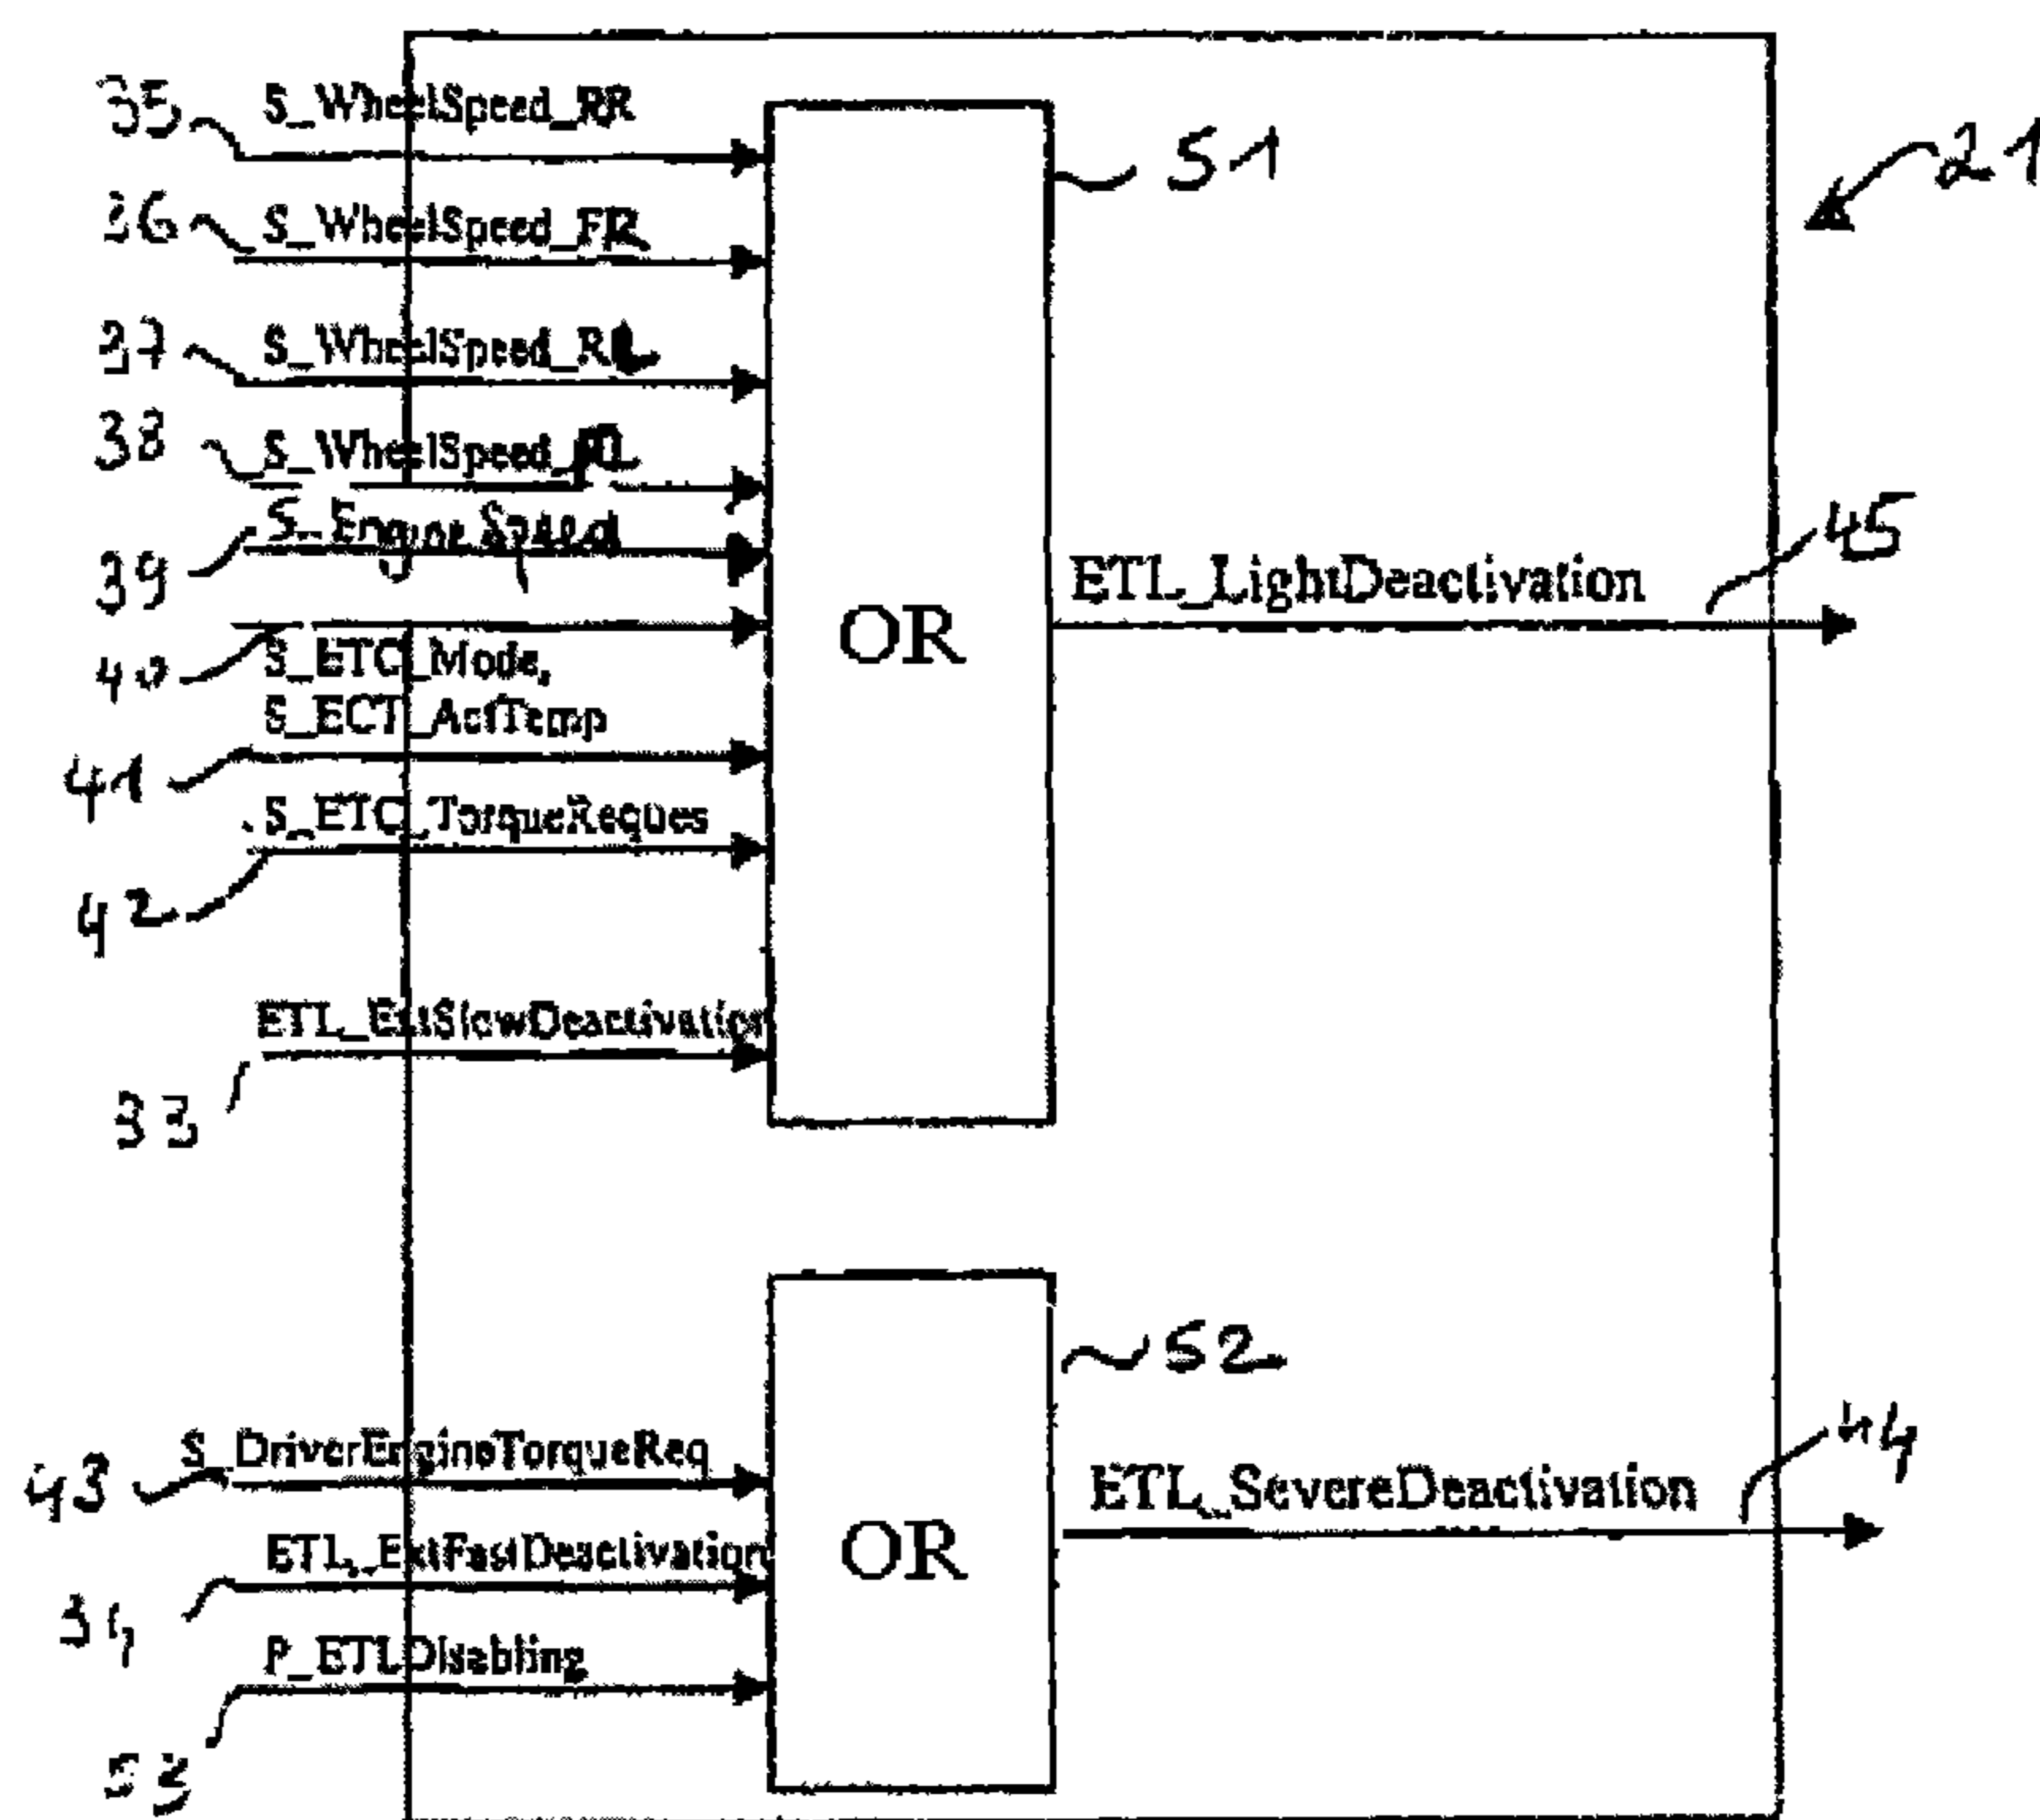 35 S_WheelSpeed_RR
51
21
36 S_WheelSpeed_FR
37 S_WheelSpeed_RL
38 S_WheelSpeed_FL
S_Engine Speed
39
45
ETL_LightDeactivation
OR
40 S_ETC_Mode,
S_ECT_ActTemp
41
S_ETC_TorqueReques
42
ETL_ExtSlowDeactivation
33
52
43 S_DriverEngineTorqueReq
44
ETL_SevereDeactivation
OR
ETL_ExtFastDeactivation
34
P_ETLDisabling
53